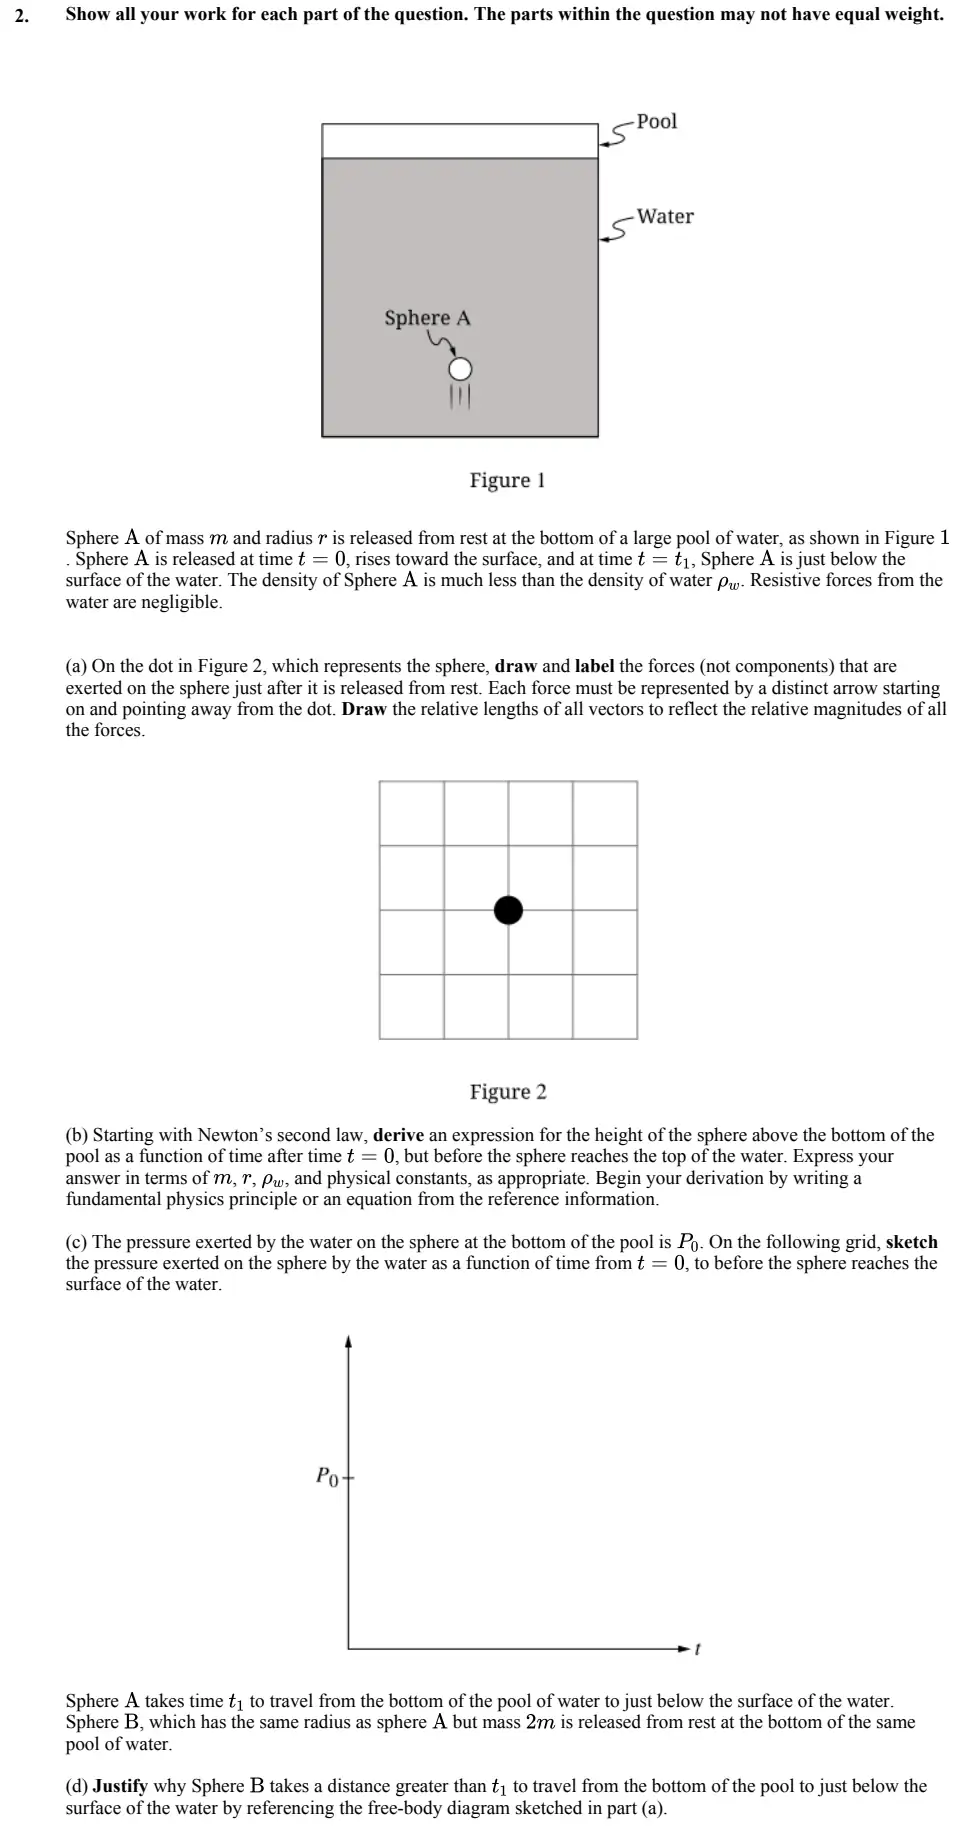 2. Show all your work for each part of the question. The parts within the question may not have equal weight.
Pool
Water
Sphere A
Figure 1
Sphere A of mass m and radius r is released from rest at the bottom of a large pool of water, as shown in Figure 1
. Sphere A is released at time t = 0, rises toward the surface, and at time t = t₁, Sphere A is just below the
surface of the water. The density of Sphere A is much less than the density of water ρ_w. Resistive forces from the
water are negligible.
(a) On the dot in Figure 2, which represents the sphere, draw and label the forces (not components) that are
exerted on the sphere just after it is released from rest. Each force must be represented by a distinct arrow starting
on and pointing away from the dot. Draw the relative lengths of all vectors to reflect the relative magnitudes of all
the forces.
Figure 2
(b) Starting with Newton's second law, derive an expression for the height of the sphere above the bottom of the
pool as a function of time after time t = 0, but before the sphere reaches the top of the water. Express your
answer in terms of m, r, ρ_w, and physical constants, as appropriate. Begin your derivation by writing a
fundamental physics principle or an equation from the reference information.
(c) The pressure exerted by the water on the sphere at the bottom of the pool is P₀. On the following grid, sketch
the pressure exerted on the sphere by the water as a function of time from t = 0, to before the sphere reaches the
surface of the water.
P₀
t
Sphere A takes time t₁ to travel from the bottom of the pool of water to just below the surface of the water.
Sphere B, which has the same radius as sphere A but mass 2m is released from rest at the bottom of the same
pool of water.
(d) Justify why Sphere B takes a distance greater than t₁ to travel from the bottom of the pool to just below the
surface of the water by referencing the free-body diagram sketched in part (a).